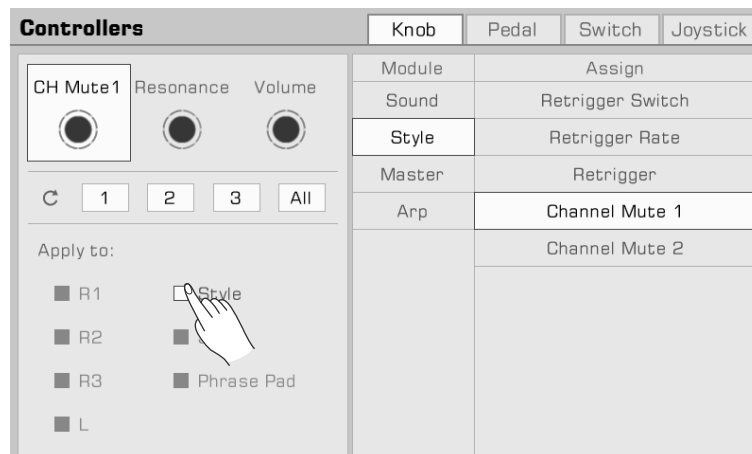 Controllers
Knob Pedal Switch Joystick
CH Mute1 Resonance Volume
1 2 3 All
Apply to:
R1 Style
R2
R3 Phrase Pad
L
Module Assign
Sound Retrigger Switch
Style Retrigger Rate
Master Retrigger
Arp Channel Mute 1
Channel Mute 2